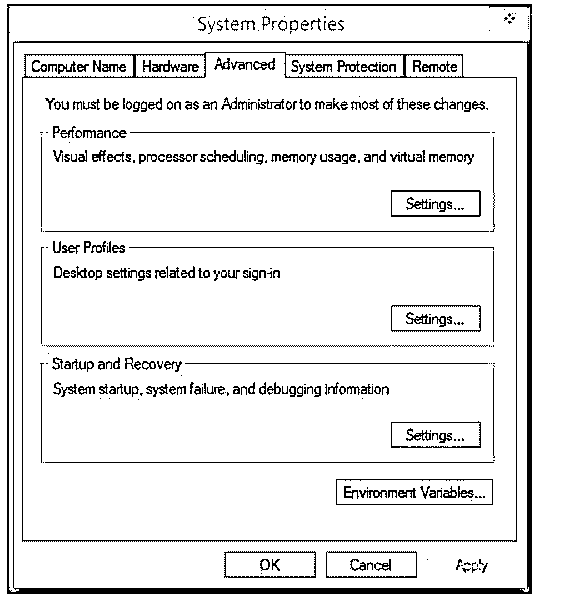 System Properties
Computer Name Hardware Advanced System Protection Remote
You must be logged on as an Administrator to make most of these changes.
Performance
Visual effects, processor scheduling, memory usage, and virtual memory
Settings...
User Profiles
Desktop settings related to your sign-in
Settings...
Startup and Recovery
System startup, system failure, and debugging information
Settings...
Environment Variables...
OK Cancel Apply